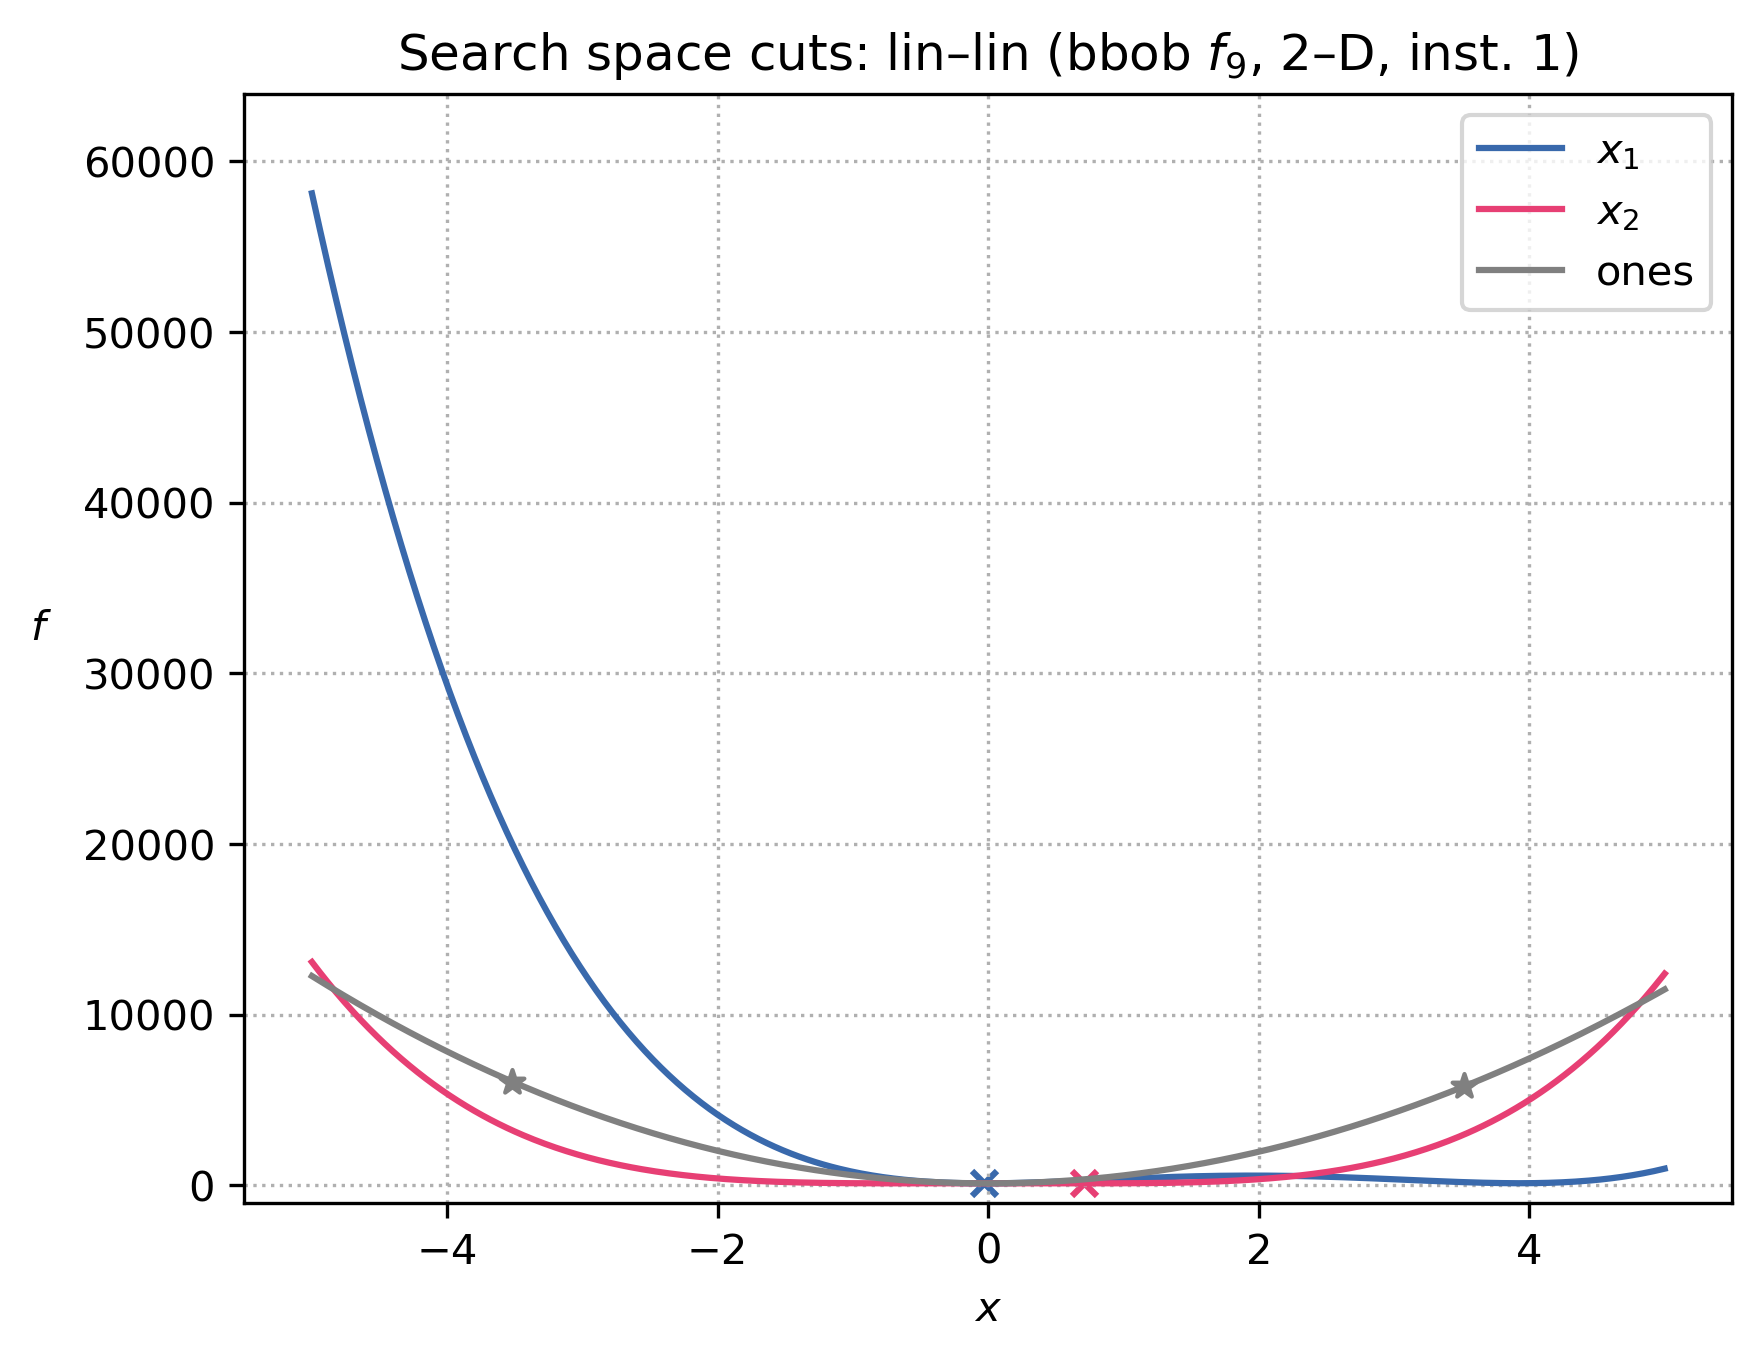 Search space cuts: lin–lin (bbob f₉, 2–D, inst. 1)
60000
50000
40000
30000
20000
10000
0
f
x₁
x₂
ones
−4
−2
0
2
4
x